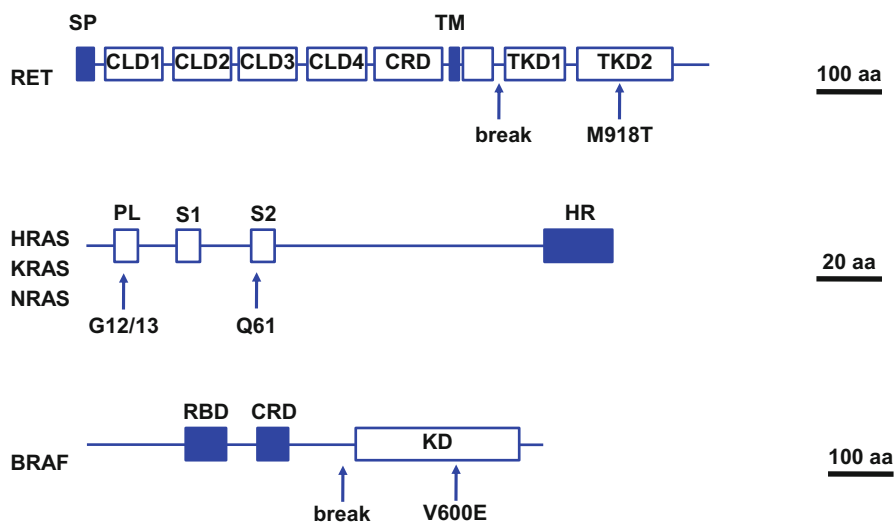 SP TM
RET CLD1 CLD2 CLD3 CLD4 CRD TKD1 TKD2 100 aa
break M918T
PL S1 S2 HR
HRAS
KRAS 20 aa
NRAS
G12/13 Q61
RBD CRD
BRAF KD 100 aa
break V600E